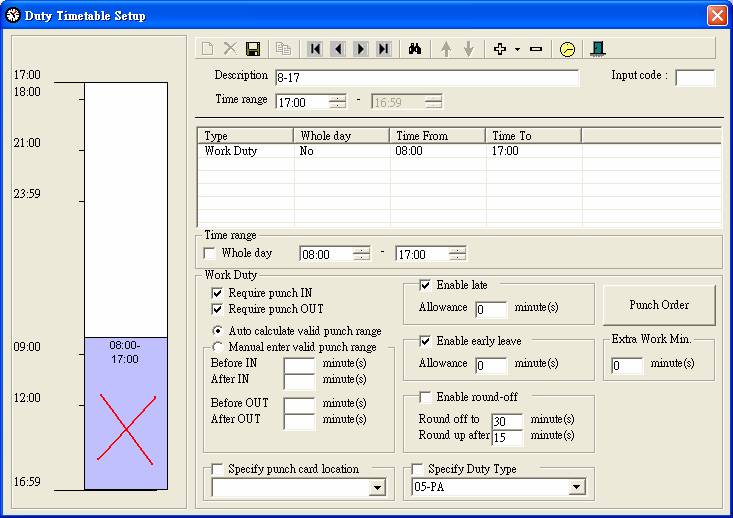 Duty Timetable Setup
17:00
18:00
21:00
23:59
09:00
12:00
16:59
08:00-
17:00
Description 8-17 Input code :
Time range 17:00 - 16:59
Type Whole day Time From Time To
Work Duty No 08:00 17:00
Time range
Whole day 08:00 - 17:00
Work Duty
Require punch IN
Require punch OUT
Auto calculate valid punch range
Manual enter valid punch range
Before IN minute(s)
After IN minute(s)
Before OUT minute(s)
After OUT minute(s)
Specify punch card location
Enable late
Allowance 0 minute(s)
Enable early leave
Allowance 0 minute(s)
Enable round-off
Round off to 30 minute(s)
Round up after 15 minute(s)
Specify Duty Type
05-PA
Punch Order
Extra Work Min.
0 minute(s)